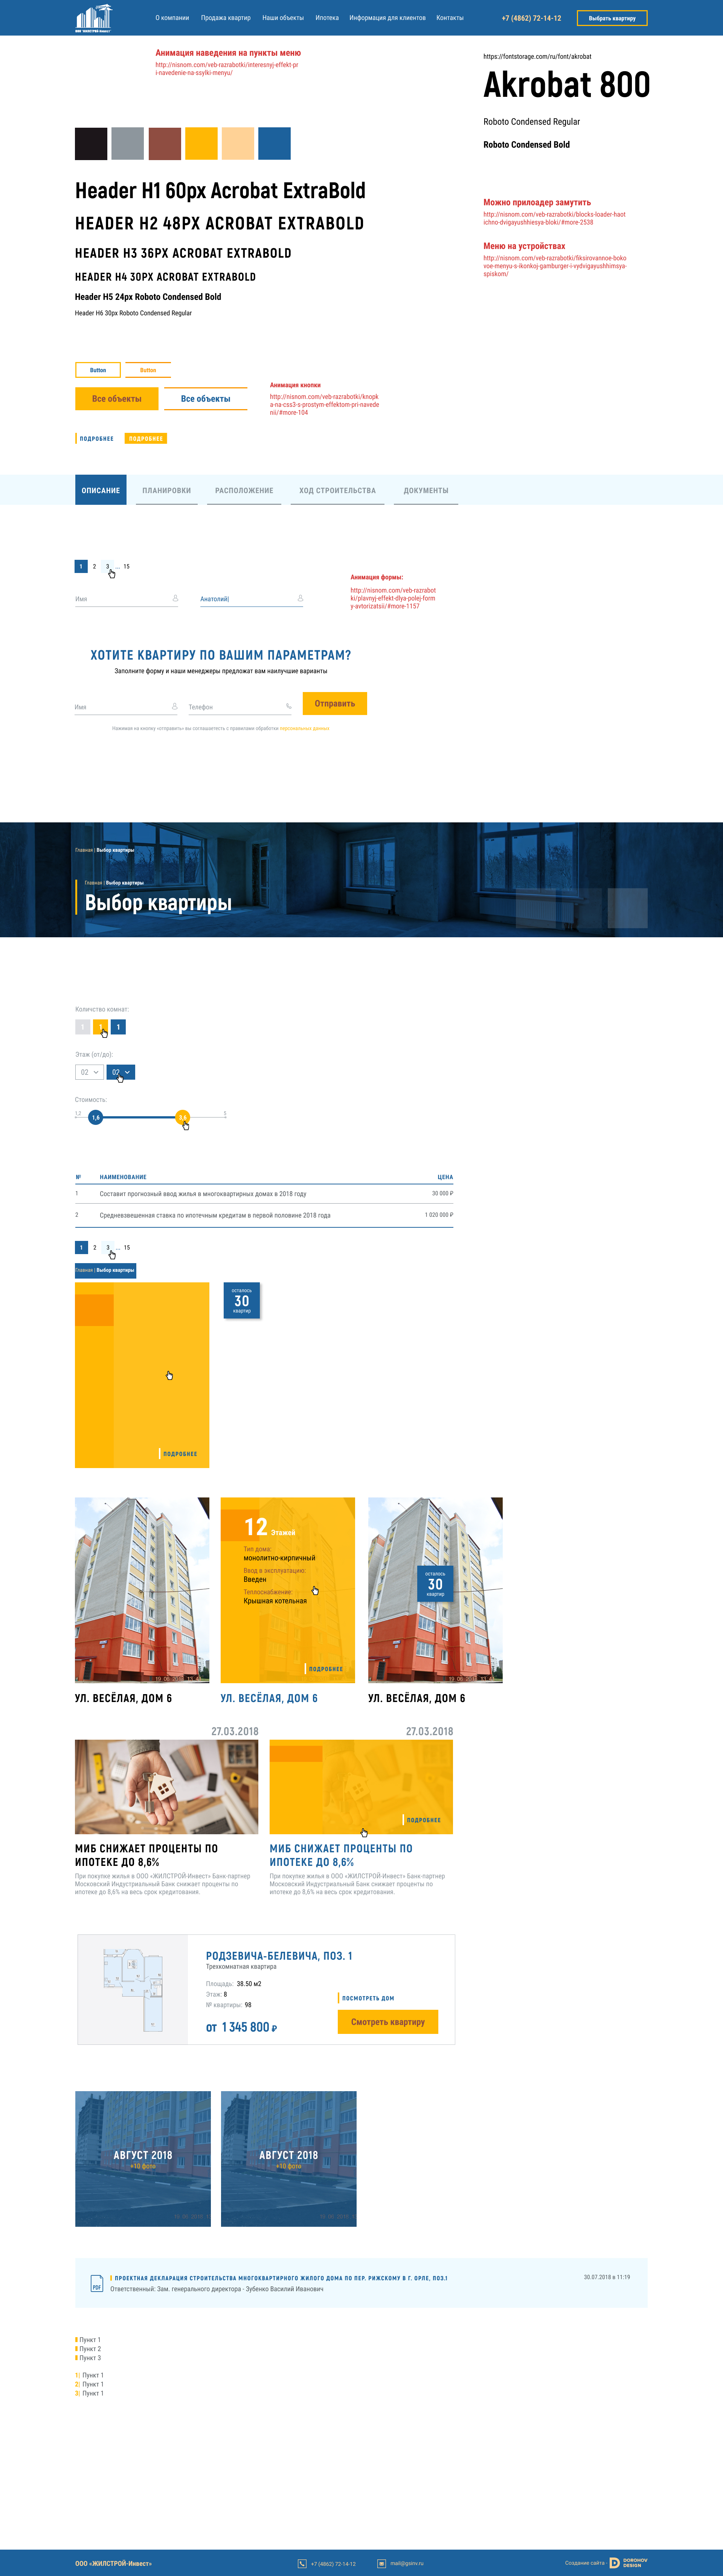 ООО "ЖИЛСТРОЙ-Инвест"
О компании Продажа квартир Наши объекты Ипотека Информация для клиентов Контакты
+7 (4862) 72-14-12
Выбрать квартиру
Анимация наведения на пункты меню
http://nisnom.com/veb-razrabotki/interesnyj-effekt-pr
i-navedenie-na-ssylki-menyu/
https://fontstorage.com/ru/font/akrobat
Akrobat 800
Roboto Condensed Regular
Roboto Condensed Bold
Header H1 60px Acrobat ExtraBold
HEADER H2 48PX ACROBAT EXTRABOLD
HEADER H3 36PX ACROBAT EXTRABOLD
HEADER H4 30PX ACROBAT EXTRABOLD
Header H5 24px Roboto Condensed Bold
Header H6 30px Roboto Condensed Regular
Можно прилоадер замутить
http://nisnom.com/veb-razrabotki/blocks-loader-haot
ichno-dvigayushhiesya-bloki/#more-2538
Меню на устройствах
http://nisnom.com/veb-razrabotki/fiksirovannoe-boko
voe-menyu-s-ikonkoj-gamburger-i-vydvigayushhimsya-
spiskom/
Button Button
Все объекты Все объекты
Анимация кнопки
http://nisnom.com/veb-razrabotki/knopk
a-na-css3-s-prostym-effektom-pri-navede
nii/#more-104
ПОДРОБНЕЕ ПОДРОБНЕЕ
ОПИСАНИЕ ПЛАНИРОВКИ РАСПОЛОЖЕНИЕ ХОД СТРОИТЕЛЬСТВА ДОКУМЕНТЫ
1 2 3 ... 15
Имя Анатолий|
Анимация формы:
http://nisnom.com/veb-razrabot
ki/plavnyj-effekt-dlya-polej-form
y-avtorizatsii/#more-1157
ХОТИТЕ КВАРТИРУ ПО ВАШИМ ПАРАМЕТРАМ?
Заполните форму и наши менеджеры предложат вам наилучшие варианты
Имя Телефон Отправить
Нажимая на кнопку «отправить» вы соглашаетесь с правилами обработки персональных данных
Главная | Выбор квартиры
Главная | Выбор квартиры
Выбор квартиры
Количство комнат:
1 1 1
Этаж (от/до):
02 02
Стоимость:
1,2 5
1,6 3,6
№ НАИМЕНОВАНИЕ ЦЕНА
1 Составит прогнозный ввод жилья в многоквартирных домах в 2018 году 30 000 ₽
2 Средневзвешенная ставка по ипотечным кредитам в первой половине 2018 года 1 020 000 ₽
1 2 3 ... 15
Главная | Выбор квартиры
осталось
30
квартир
ПОДРОБНЕЕ
12 Этажей
Тип дома:
монолитно-кирпичный
Ввод в эксплуатацию:
Введен
Теплоснабжение:
Крышная котельная
ПОДРОБНЕЕ
осталось
30
квартир
УЛ. ВЕСЁЛАЯ, ДОМ 6 УЛ. ВЕСЁЛАЯ, ДОМ 6 УЛ. ВЕСЁЛАЯ, ДОМ 6
27.03.2018 27.03.2018
ПОДРОБНЕЕ
МИБ СНИЖАЕТ ПРОЦЕНТЫ ПО
ИПОТЕКЕ ДО 8,6%
При покупке жилья в ООО «ЖИЛСТРОЙ-Инвест» Банк-партнер
Московский Индустриальный Банк снижает проценты по
ипотеке до 8,6% на весь срок кредитования.
МИБ СНИЖАЕТ ПРОЦЕНТЫ ПО
ИПОТЕКЕ ДО 8,6%
При покупке жилья в ООО «ЖИЛСТРОЙ-Инвест» Банк-партнер
Московский Индустриальный Банк снижает проценты по
ипотеке до 8,6% на весь срок кредитования.
РОДЗЕВИЧА-БЕЛЕВИЧА, ПОЗ. 1
Трехкомнатная квартира
Площадь: 38.50 м2
Этаж: 8
№ квартиры: 98
от 1 345 800 ₽
ПОСМОТРЕТЬ ДОМ
Смотреть квартиру
АВГУСТ 2018 АВГУСТ 2018
+10 фото +10 фото
PDF
ПРОЕКТНАЯ ДЕКЛАРАЦИЯ СТРОИТЕЛЬСТВА МНОГОКВАРТИРНОГО ЖИЛОГО ДОМА ПО ПЕР. РИЖСКОМУ В Г. ОРЛЕ, ПОЗ.1
30.07.2018 в 11:19
Ответственный: Зам. генерального директора - Зубенко Василий Иванович
Пункт 1
Пункт 2
Пункт 3
1| Пункт 1
2| Пункт 1
3| Пункт 1
ООО «ЖИЛСТРОЙ-Инвест»
+7 (4862) 72-14-12
mail@gsinv.ru
Создание сайта -
DOROHOV
DESIGN